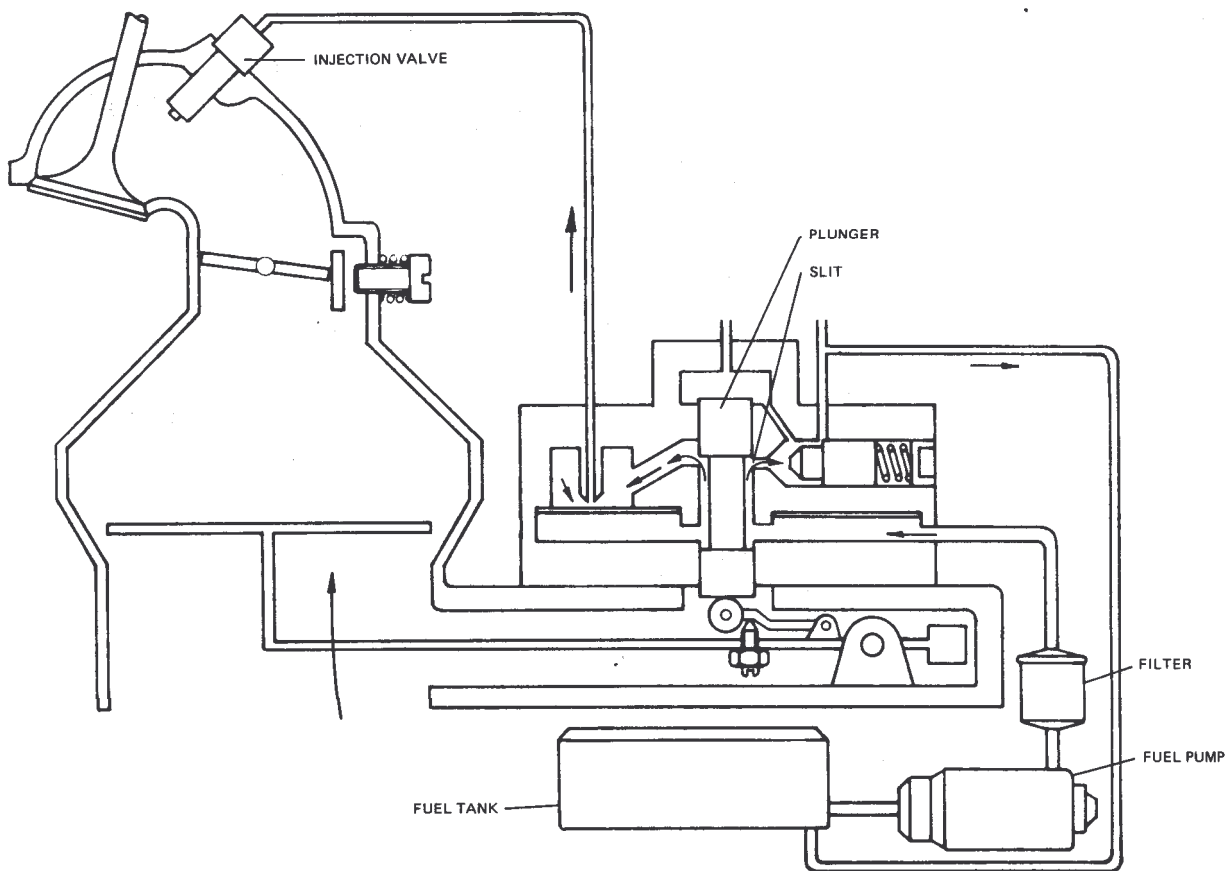 INJECTION VALVE
PLUNGER
SLIT
FILTER
FUEL PUMP
FUEL TANK